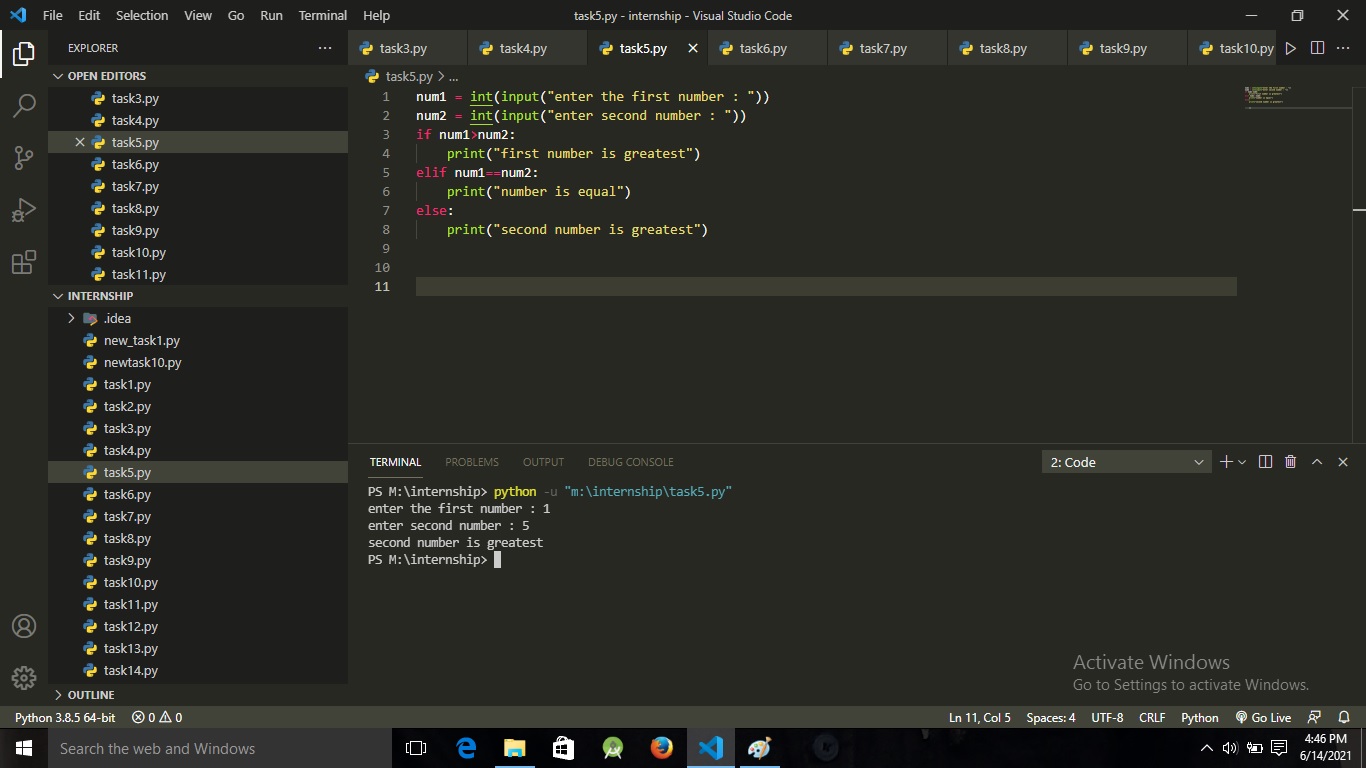 File Edit Selection View Go Run Terminal Help
task5.py - internship - Visual Studio Code
EXPLORER
OPEN EDITORS
task3.py
task4.py
task5.py
task6.py
task7.py
task8.py
task9.py
task10.py
task11.py
INTERNSHIP
.idea
new_task1.py
newtask10.py
task1.py
task2.py
task3.py
task4.py
task5.py
task6.py
task7.py
task8.py
task9.py
task10.py
task11.py
task12.py
task13.py
task14.py
OUTLINE
task3.py task4.py task5.py task6.py task7.py task8.py task9.py task10.py
task5.py > ...
1 num1 = int(input("enter the first number : "))
2 num2 = int(input("enter second number : "))
3 if num1>num2:
4     print("first number is greatest")
5 elif num1==num2:
6     print("number is equal")
7 else:
8     print("second number is greatest")
9
10
11
TERMINAL PROBLEMS OUTPUT DEBUG CONSOLE
2: Code
PS M:\internship> python -u "m:\internship\task5.py"
enter the first number : 1
enter second number : 5
second number is greatest
PS M:\internship>
Activate Windows
Go to Settings to activate Windows.
Python 3.8.5 64-bit 0 0
Ln 11, Col 5 Spaces: 4 UTF-8 CRLF Python Go Live
Search the web and Windows
4:46 PM
6/14/2021